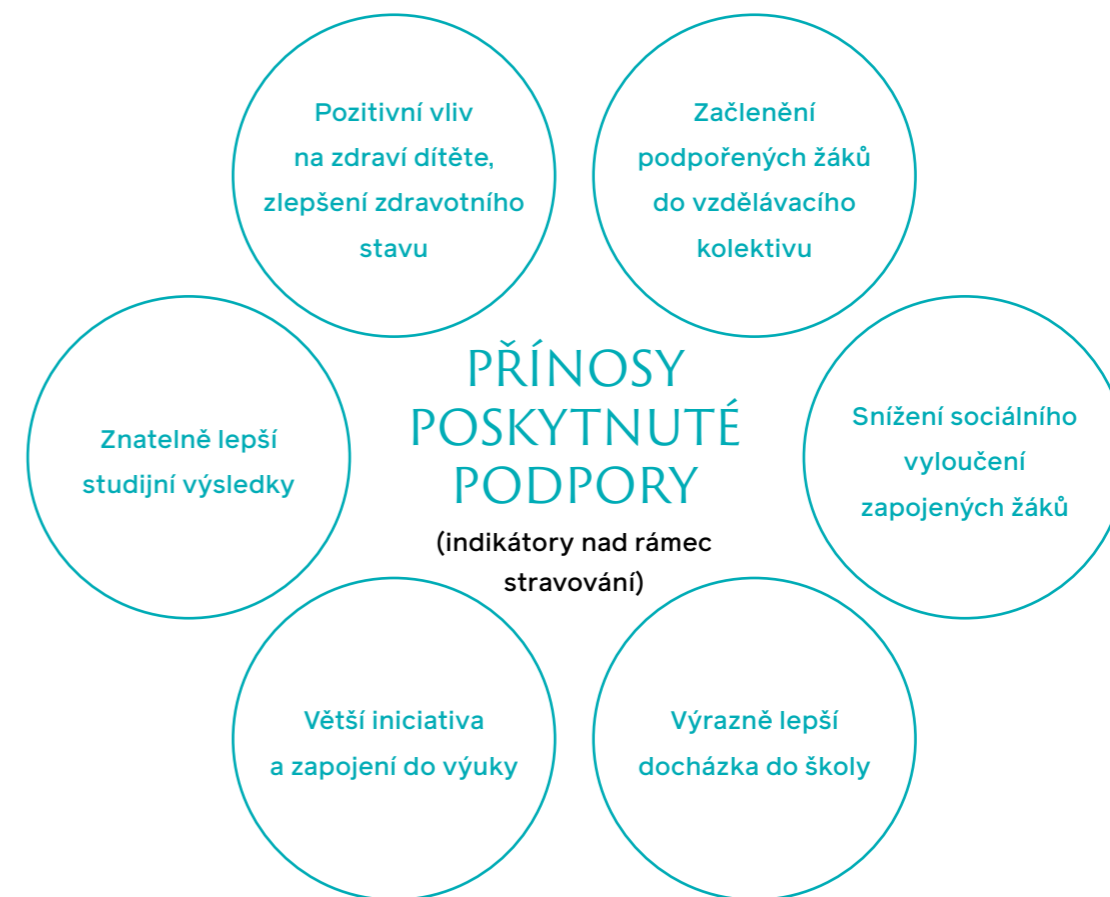 Pozitivní vliv
na zdraví dítěte,
zlepšení zdravotního
stavu
Začlenění
podpořených žáků
do vzdělávacího
kolektivu
PŘÍNOSY
POSKYTNUTÉ
PODPORY
(indikátory nad rámec
stravování)
Znatelně lepší
studijní výsledky
Snížení sociálního
vyloučení
zapojených žáků
Větší iniciativa
a zapojení do výuky
Výrazně lepší
docházka do školy